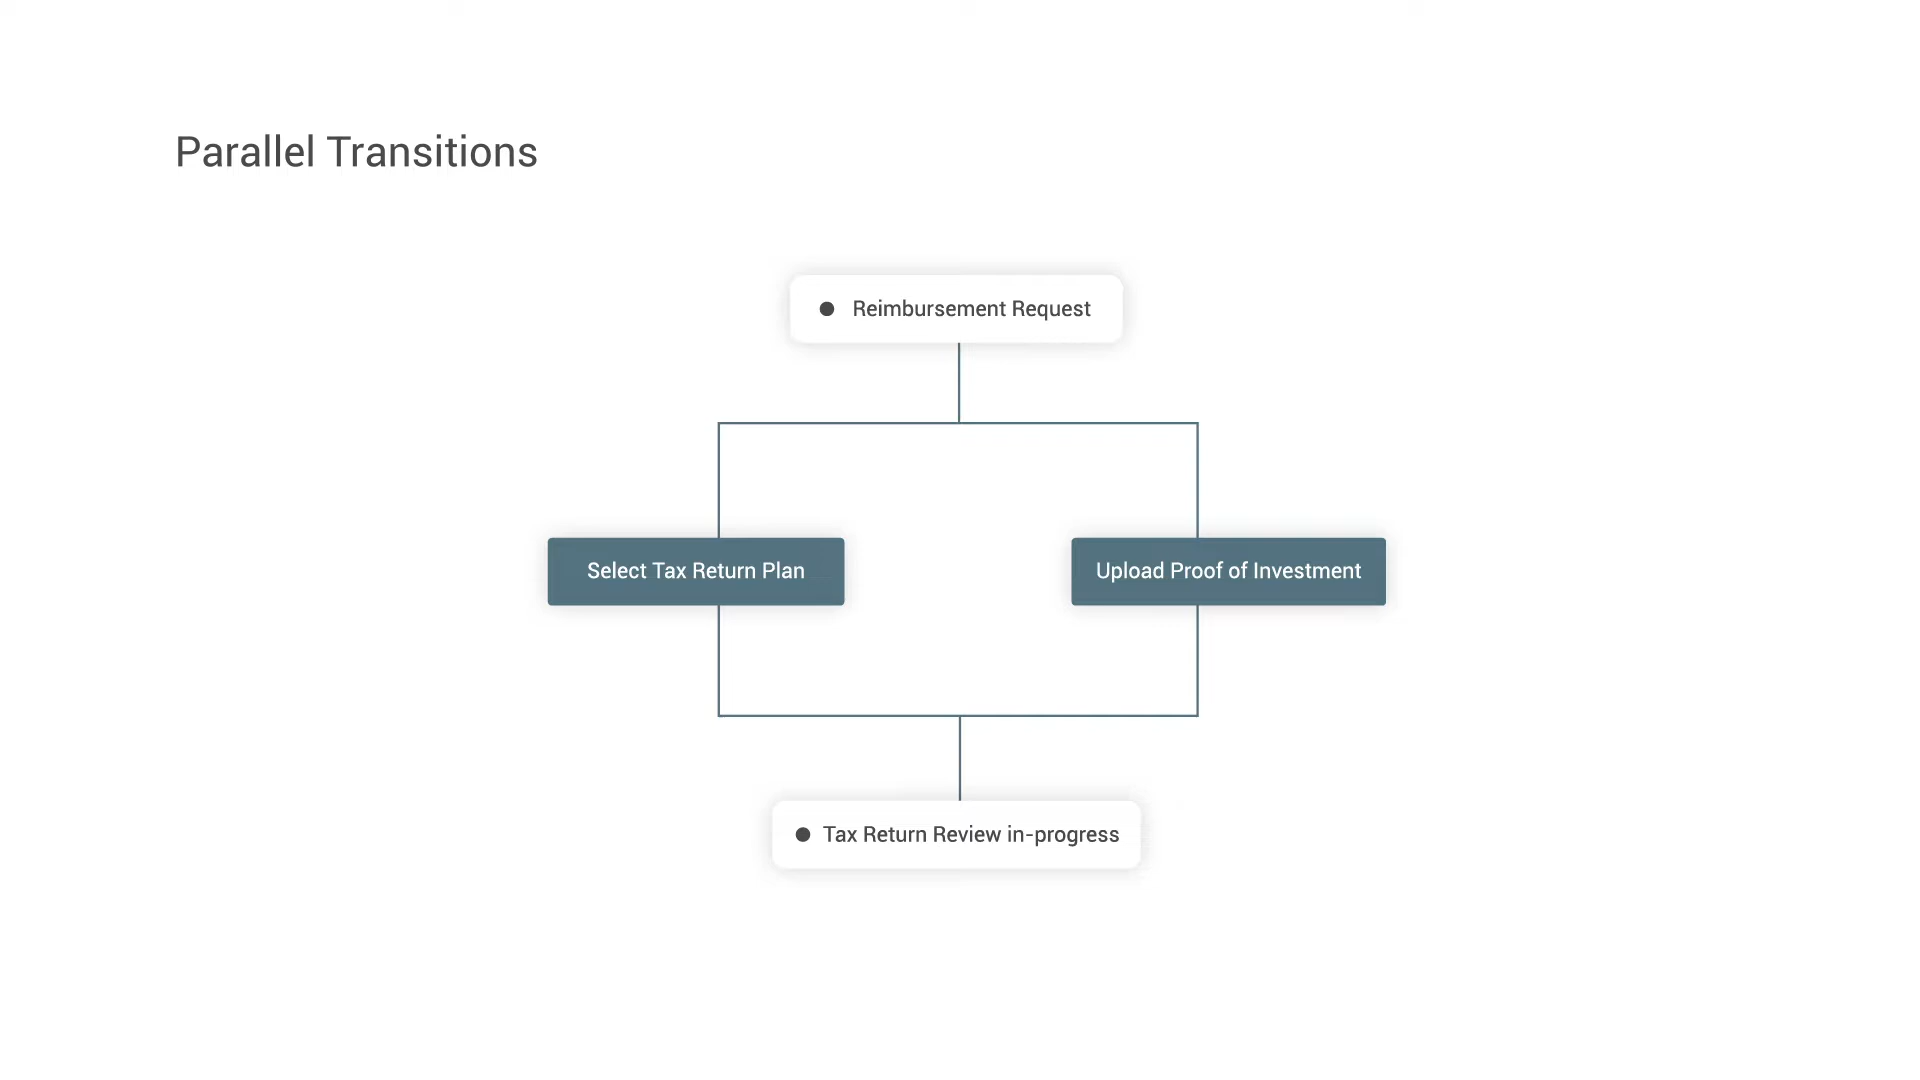 Parallel Transitions
Reimbursement Request
Select Tax Return Plan
Upload Proof of Investment
Tax Return Review in-progress